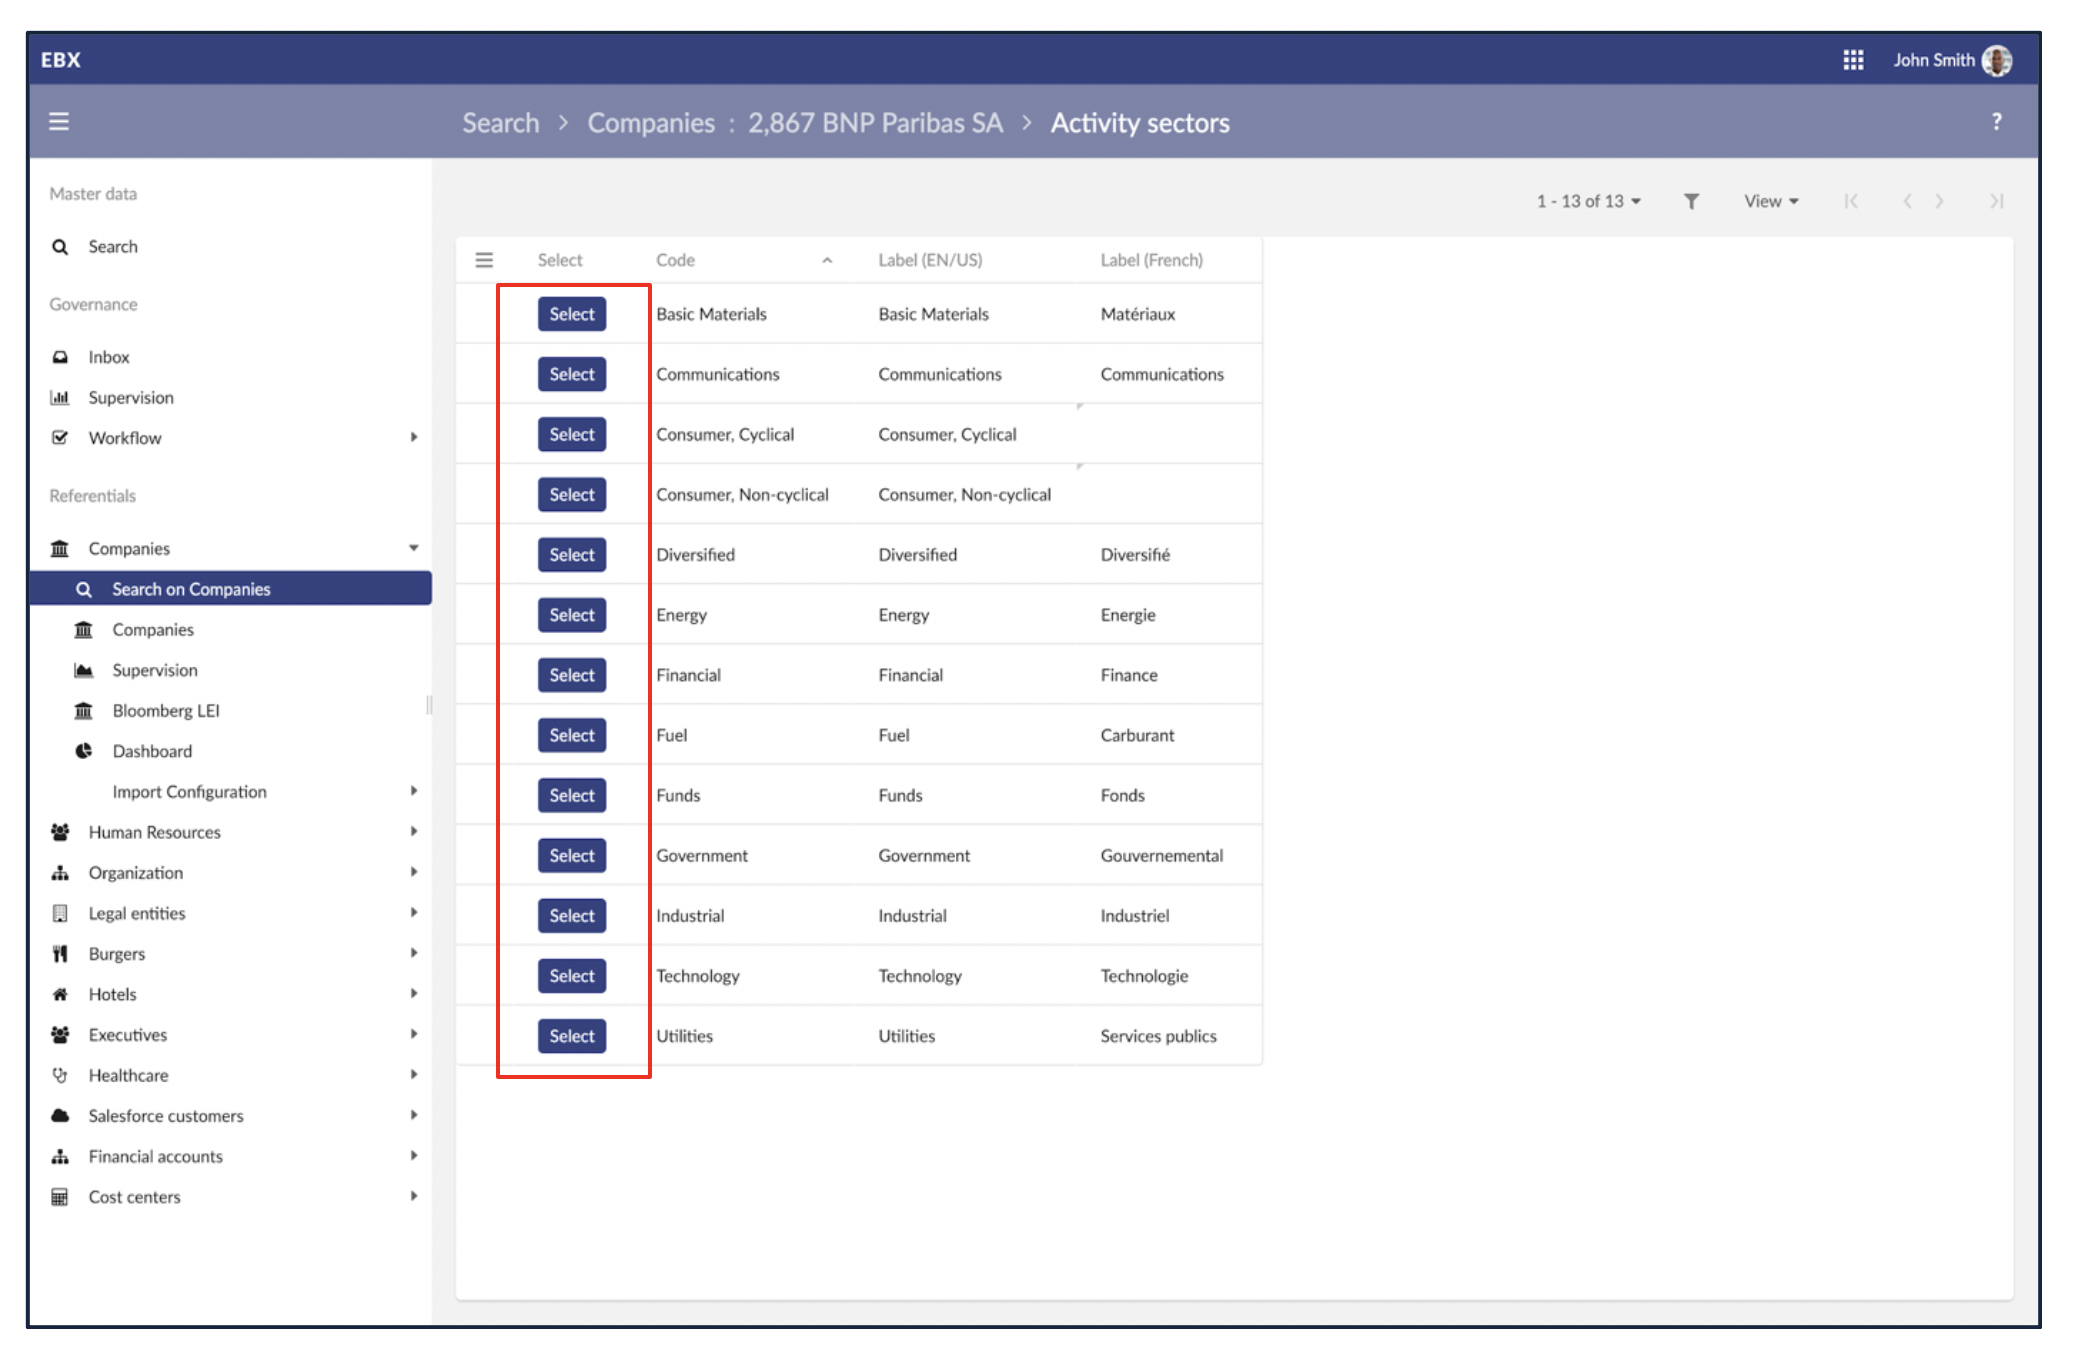 EBX
John Smith
Search > Companies : 2,867 BNP Paribas SA > Activity sectors
?
Master data
Search
Governance
Inbox
Supervision
Workflow
Referentials
Companies
Search on Companies
Companies
Supervision
Bloomberg LEI
Dashboard
Import Configuration
Human Resources
Organization
Legal entities
Burgers
Hotels
Executives
Healthcare
Salesforce customers
Financial accounts
Cost centers
1 - 13 of 13
View
Select Code Label (EN/US) Label (French)
Select Basic Materials Basic Materials Matériaux
Select Communications Communications Communications
Select Consumer, Cyclical Consumer, Cyclical
Select Consumer, Non-cyclical Consumer, Non-cyclical
Select Diversified Diversified Diversifié
Select Energy Energy Energie
Select Financial Financial Finance
Select Fuel Fuel Carburant
Select Funds Funds Fonds
Select Government Government Gouvernemental
Select Industrial Industrial Industriel
Select Technology Technology Technologie
Select Utilities Utilities Services publics